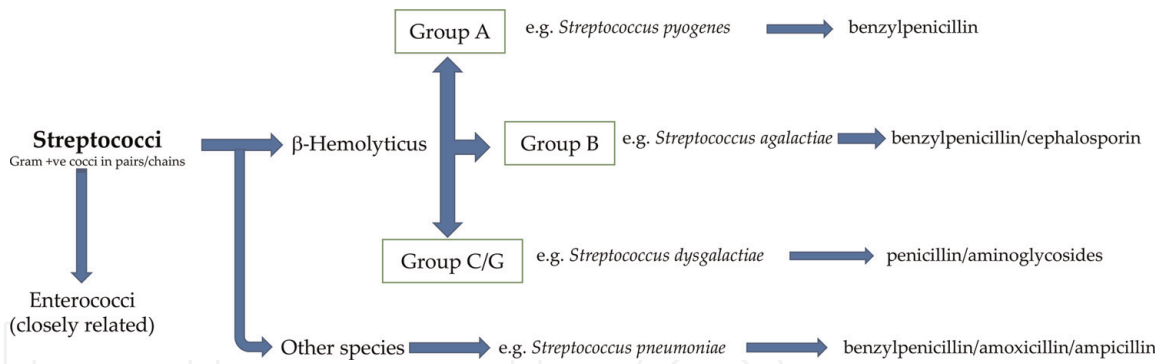 Group A
e.g. Streptococcus pyogenes
benzylpenicillin
Streptococci
Gram +ve cocci in pairs/chains
β-Hemolyticus
Group B
e.g. Streptococcus agalactiae
benzylpenicillin/cephalosporin
Group C/G
e.g. Streptococcus dysgalactiae
penicillin/aminoglycosides
Enterococci
(closely related)
Other species
e.g. Streptococcus pneumoniae
benzylpenicillin/amoxicillin/ampicillin